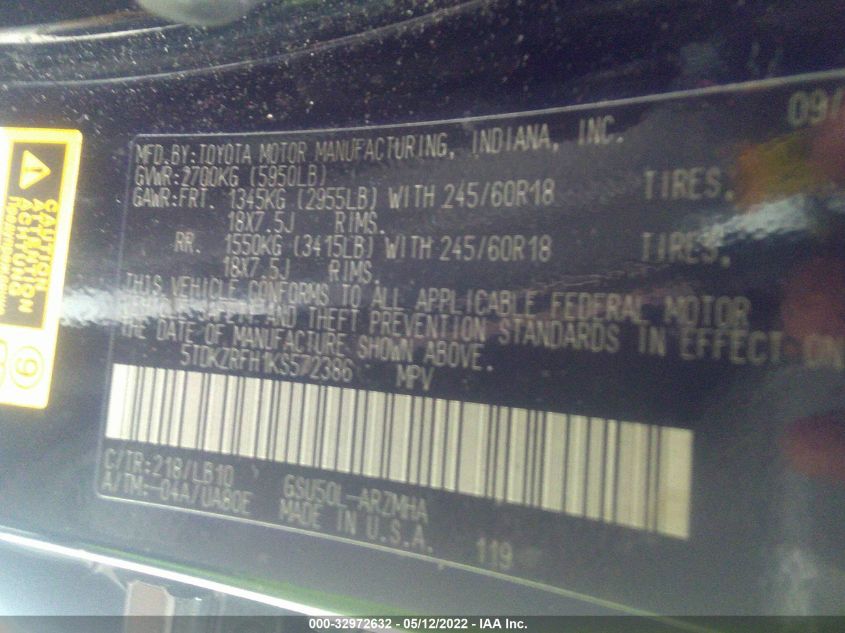 09/
MFD.BY:TOYOTA MOTOR MANUFACTURING, INDIANA, INC.
GVWR:2700KG (5950LB)
GAWR:FRT. 1345KG (2955LB) WITH 245/60R18 TIRES.
18X7.5J RIMS.
RR. 1550KG (3415LB) WITH 245/60R18 TIRES.
18X7.5J RIMS.
THIS VEHICLE CONFORMS TO ALL APPLICABLE FEDERAL MOTOR
VEHICLE SAFETY AND THEFT PREVENTION STANDARDS IN EFFECT ON
THE DATE OF MANUFACTURE SHOWN ABOVE.
5TDKZRFH1KS572386 MPV
C/TR:218/LB10 GSU50L-ARZMHA
A/TM:-04A/UA80E MADE IN U.S.A. 119
CAUTION
ATTENTION
9
000-32972632 - 05/12/2022 - IAA Inc.